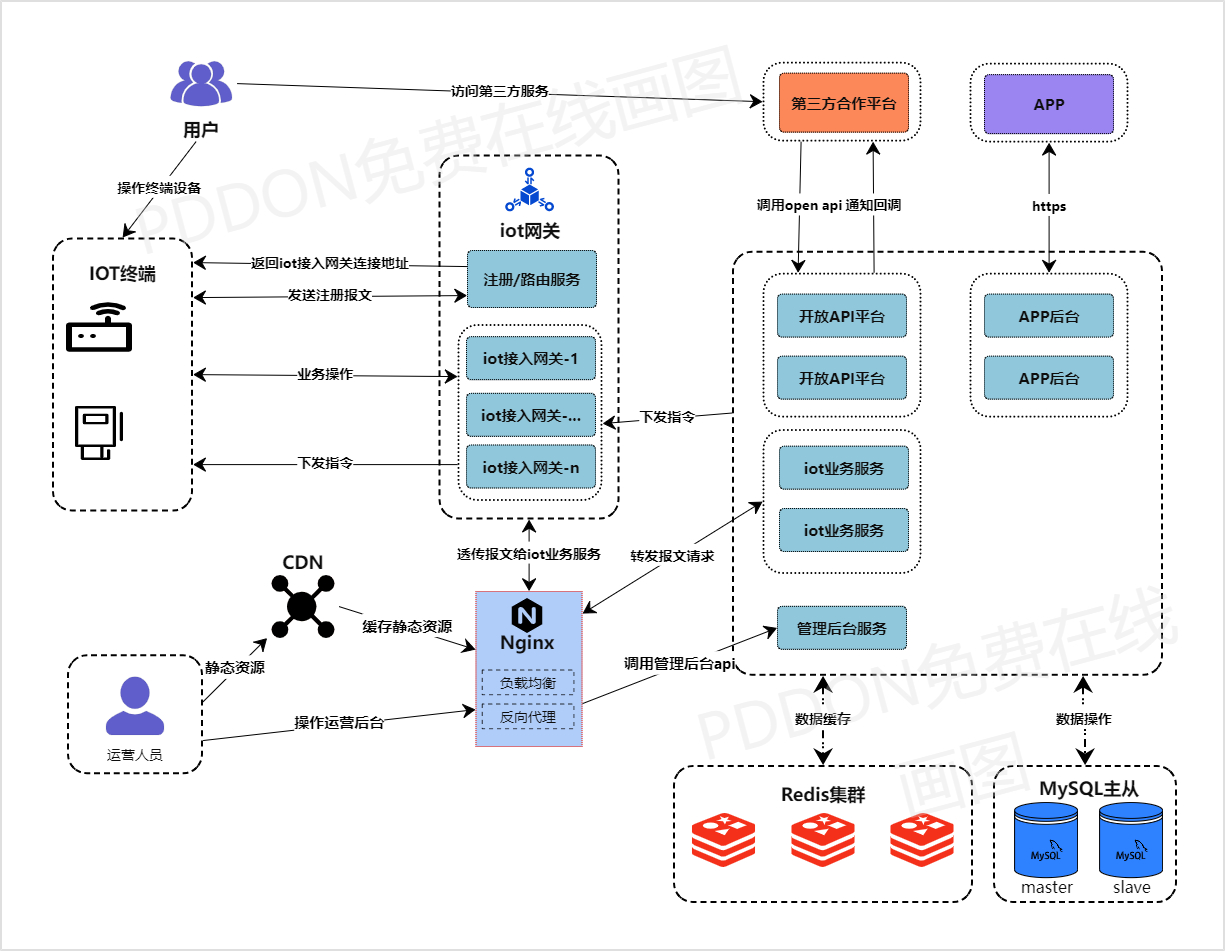 用户
访问第三方服务
第三方合作平台
APP
操作终端设备
iot网关
调用open api
通知回调
https
IOT终端
返回iot接入网关连接地址
注册/路由服务
发送注册报文
开放API平台
APP后台
iot接入网关-1
业务操作
开放API平台
APP后台
iot接入网关-...
下发指令
iot接入网关-n
下发指令
iot业务服务
iot业务服务
透传报文给iot业务服务
转发报文请求
CDN
缓存静态资源
N
Nginx
管理后台服务
静态资源
调用管理后台api
负载均衡
反向代理
操作运营后台
运营人员
数据缓存
数据操作
Redis集群
MySQL主从
MySQL
MySQL
master
slave
PDDON免费在线画图
PDDON免费在线
画图